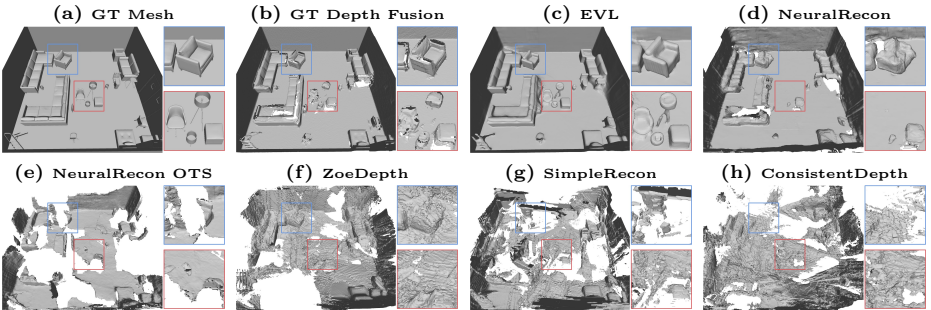 (a) GT Mesh
(b) GT Depth Fusion
(c) EVL
(d) NeuralRecon
(e) NeuralRecon OTS
(f) ZoeDepth
(g) SimpleRecon
(h) ConsistentDepth